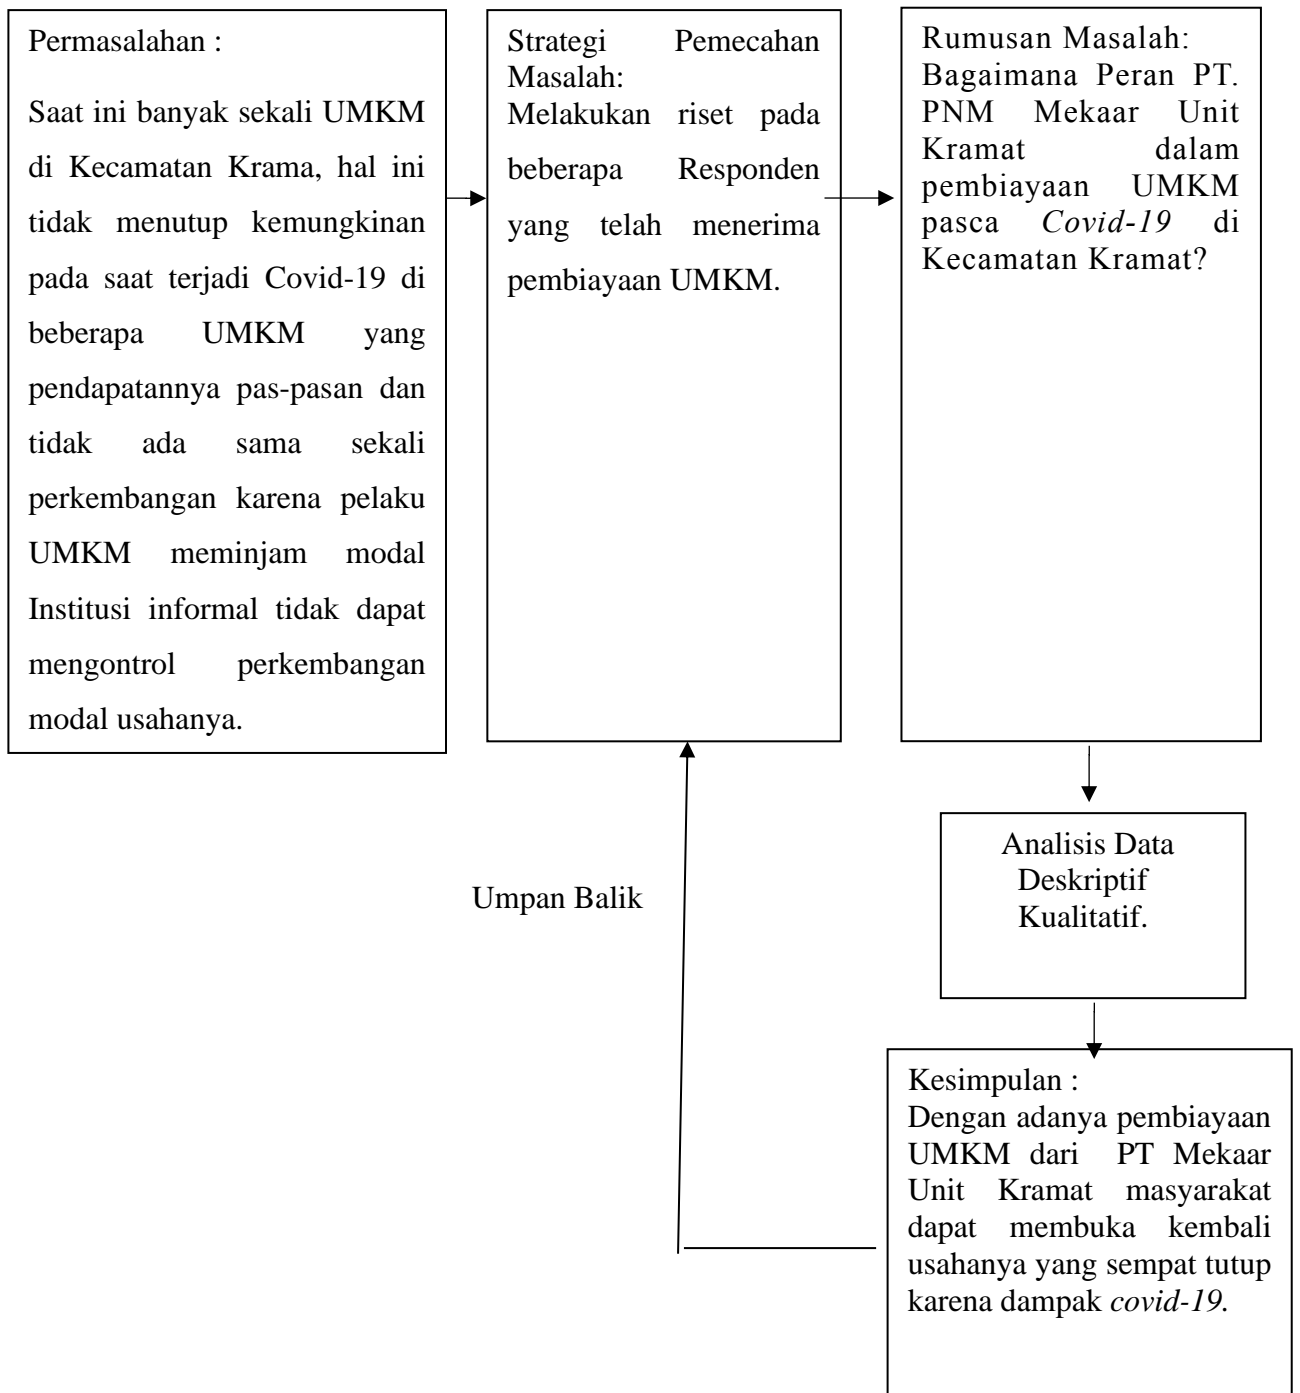 Permasalahan :
Saat ini banyak sekali UMKM
di Kecamatan Krama, hal ini
tidak menutup kemungkinan
pada saat terjadi Covid-19 di
beberapa UMKM yang
pendapatannya pas-pasan dan
tidak ada sama sekali
perkembangan karena pelaku
UMKM meminjam modal
Institusi informal tidak dapat
mengontrol perkembangan
modal usahanya.
Strategi Pemecahan
Masalah:
Melakukan riset pada
beberapa Responden
yang telah menerima
pembiayaan UMKM.
Rumusan Masalah:
Bagaimana Peran PT.
PNM Mekaar Unit
Kramat dalam
pembiayaan UMKM
pasca Covid-19 di
Kecamatan Kramat?
Analisis Data
Deskriptif
Kualitatif.
Umpan Balik
Kesimpulan :
Dengan adanya pembiayaan
UMKM dari PT Mekaar
Unit Kramat masyarakat
dapat membuka kembali
usahanya yang sempat tutup
karena dampak covid-19.